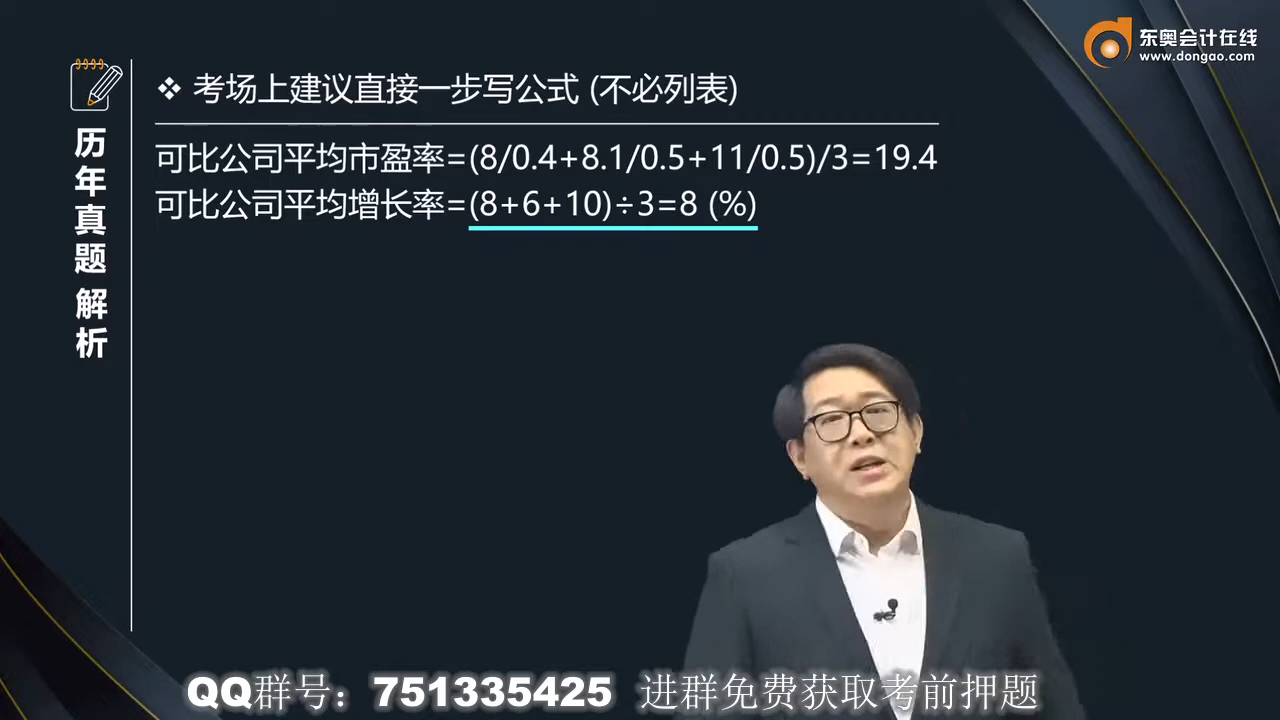 东奥会计在线
www.dongao.com
历年真题 解析
❖ 考场上建议直接一步写公式 (不必列表)
可比公司平均市盈率=(8/0.4+8.1/0.5+11/0.5)/3=19.4
可比公司平均增长率=(8+6+10)÷3=8 (%)
QQ群号：751335425 进群免费获取考前押题